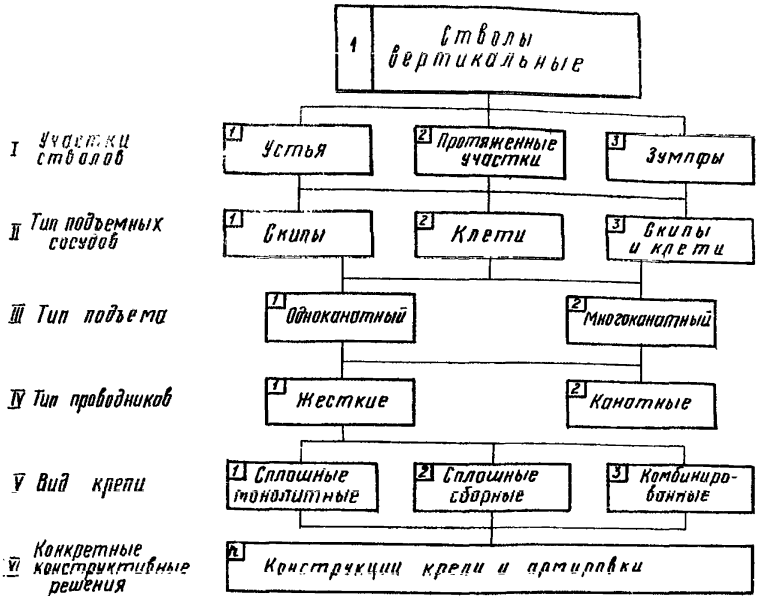 1
Стволы
вертикальные
I
Участки
стволов
1
Устья
2
Протяженные
участки
3
Зумпфы
II
Тип подъемных
сосудов
1
Скипы
2
Клети
3
Скипы
и клети
III Тип подъема
1
Одноканатный
2
Многоканатный
IV Тип проводников
1
Жесткие
2
Канатные
V Вид крепи
1
Сплошные
монолитные
2
Сплошные
сборные
3
Комбиниро-
ванные
VI
Конкретные
конструктивные
решения
n
Конструкции крепи и армировки